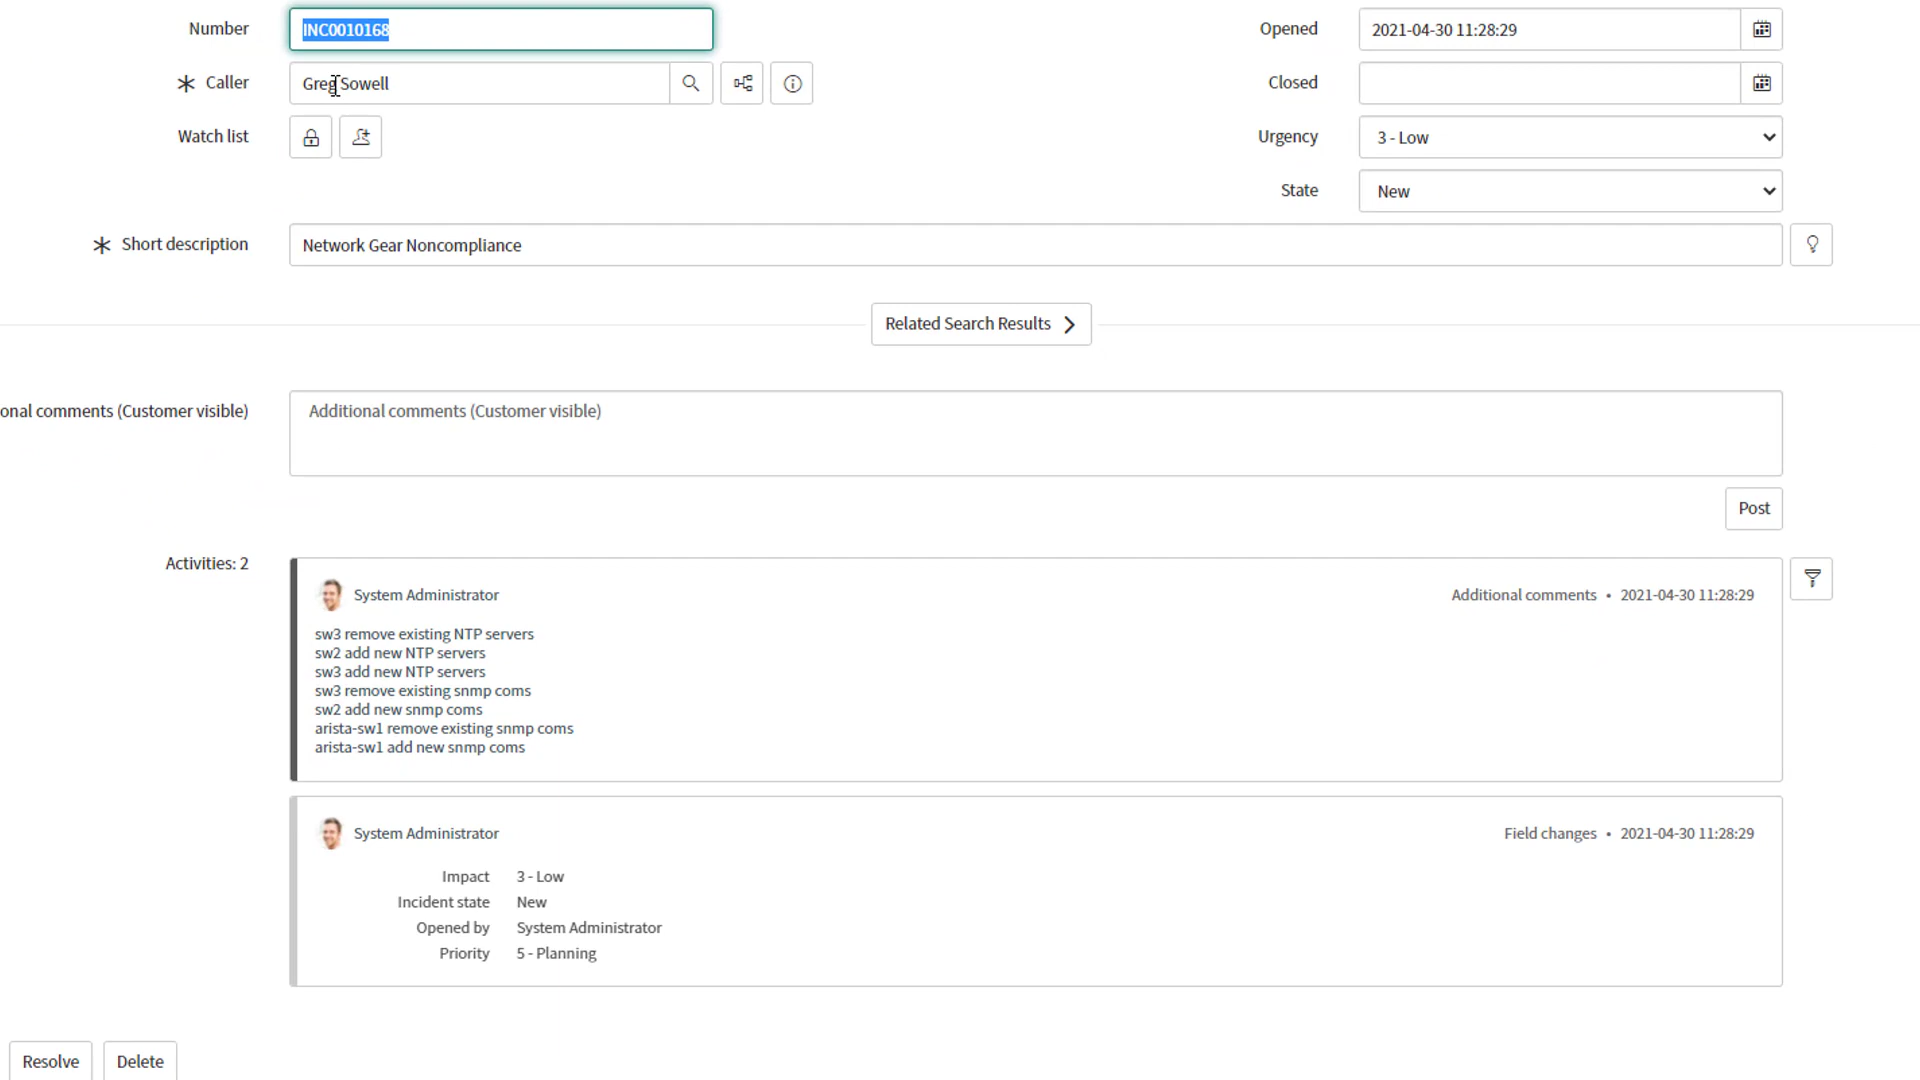 Number
INC0010168
Opened
2021-04-30 11:28:29
Caller
Greg Sowell
Closed
Watch list
Urgency
3 - Low
State
New
Short description
Network Gear Noncompliance
Related Search Results
onal comments (Customer visible)
Additional comments (Customer visible)
Post
Activities: 2
System Administrator
Additional comments • 2021-04-30 11:28:29
sw3 remove existing NTP servers
sw2 add new NTP servers
sw3 add new NTP servers
sw3 remove existing snmp coms
sw2 add new snmp coms
arista-sw1 remove existing snmp coms
arista-sw1 add new snmp coms
System Administrator
Field changes • 2021-04-30 11:28:29
Impact 3 - Low
Incident state New
Opened by System Administrator
Priority 5 - Planning
Resolve
Delete